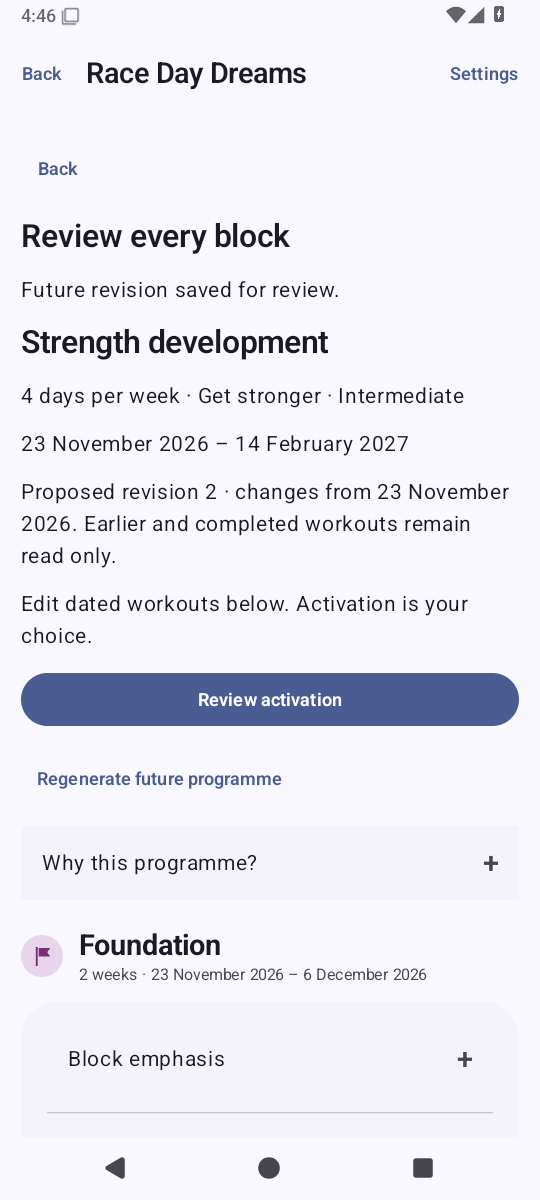 4:46
Back Race Day Dreams Settings
Back
Review every block
Future revision saved for review.
Strength development
4 days per week · Get stronger · Intermediate
23 November 2026 – 14 February 2027
Proposed revision 2 · changes from 23 November
2026. Earlier and completed workouts remain
read only.
Edit dated workouts below. Activation is your
choice.
Review activation
Regenerate future programme
Why this programme? +
Foundation
2 weeks · 23 November 2026 – 6 December 2026
Block emphasis +